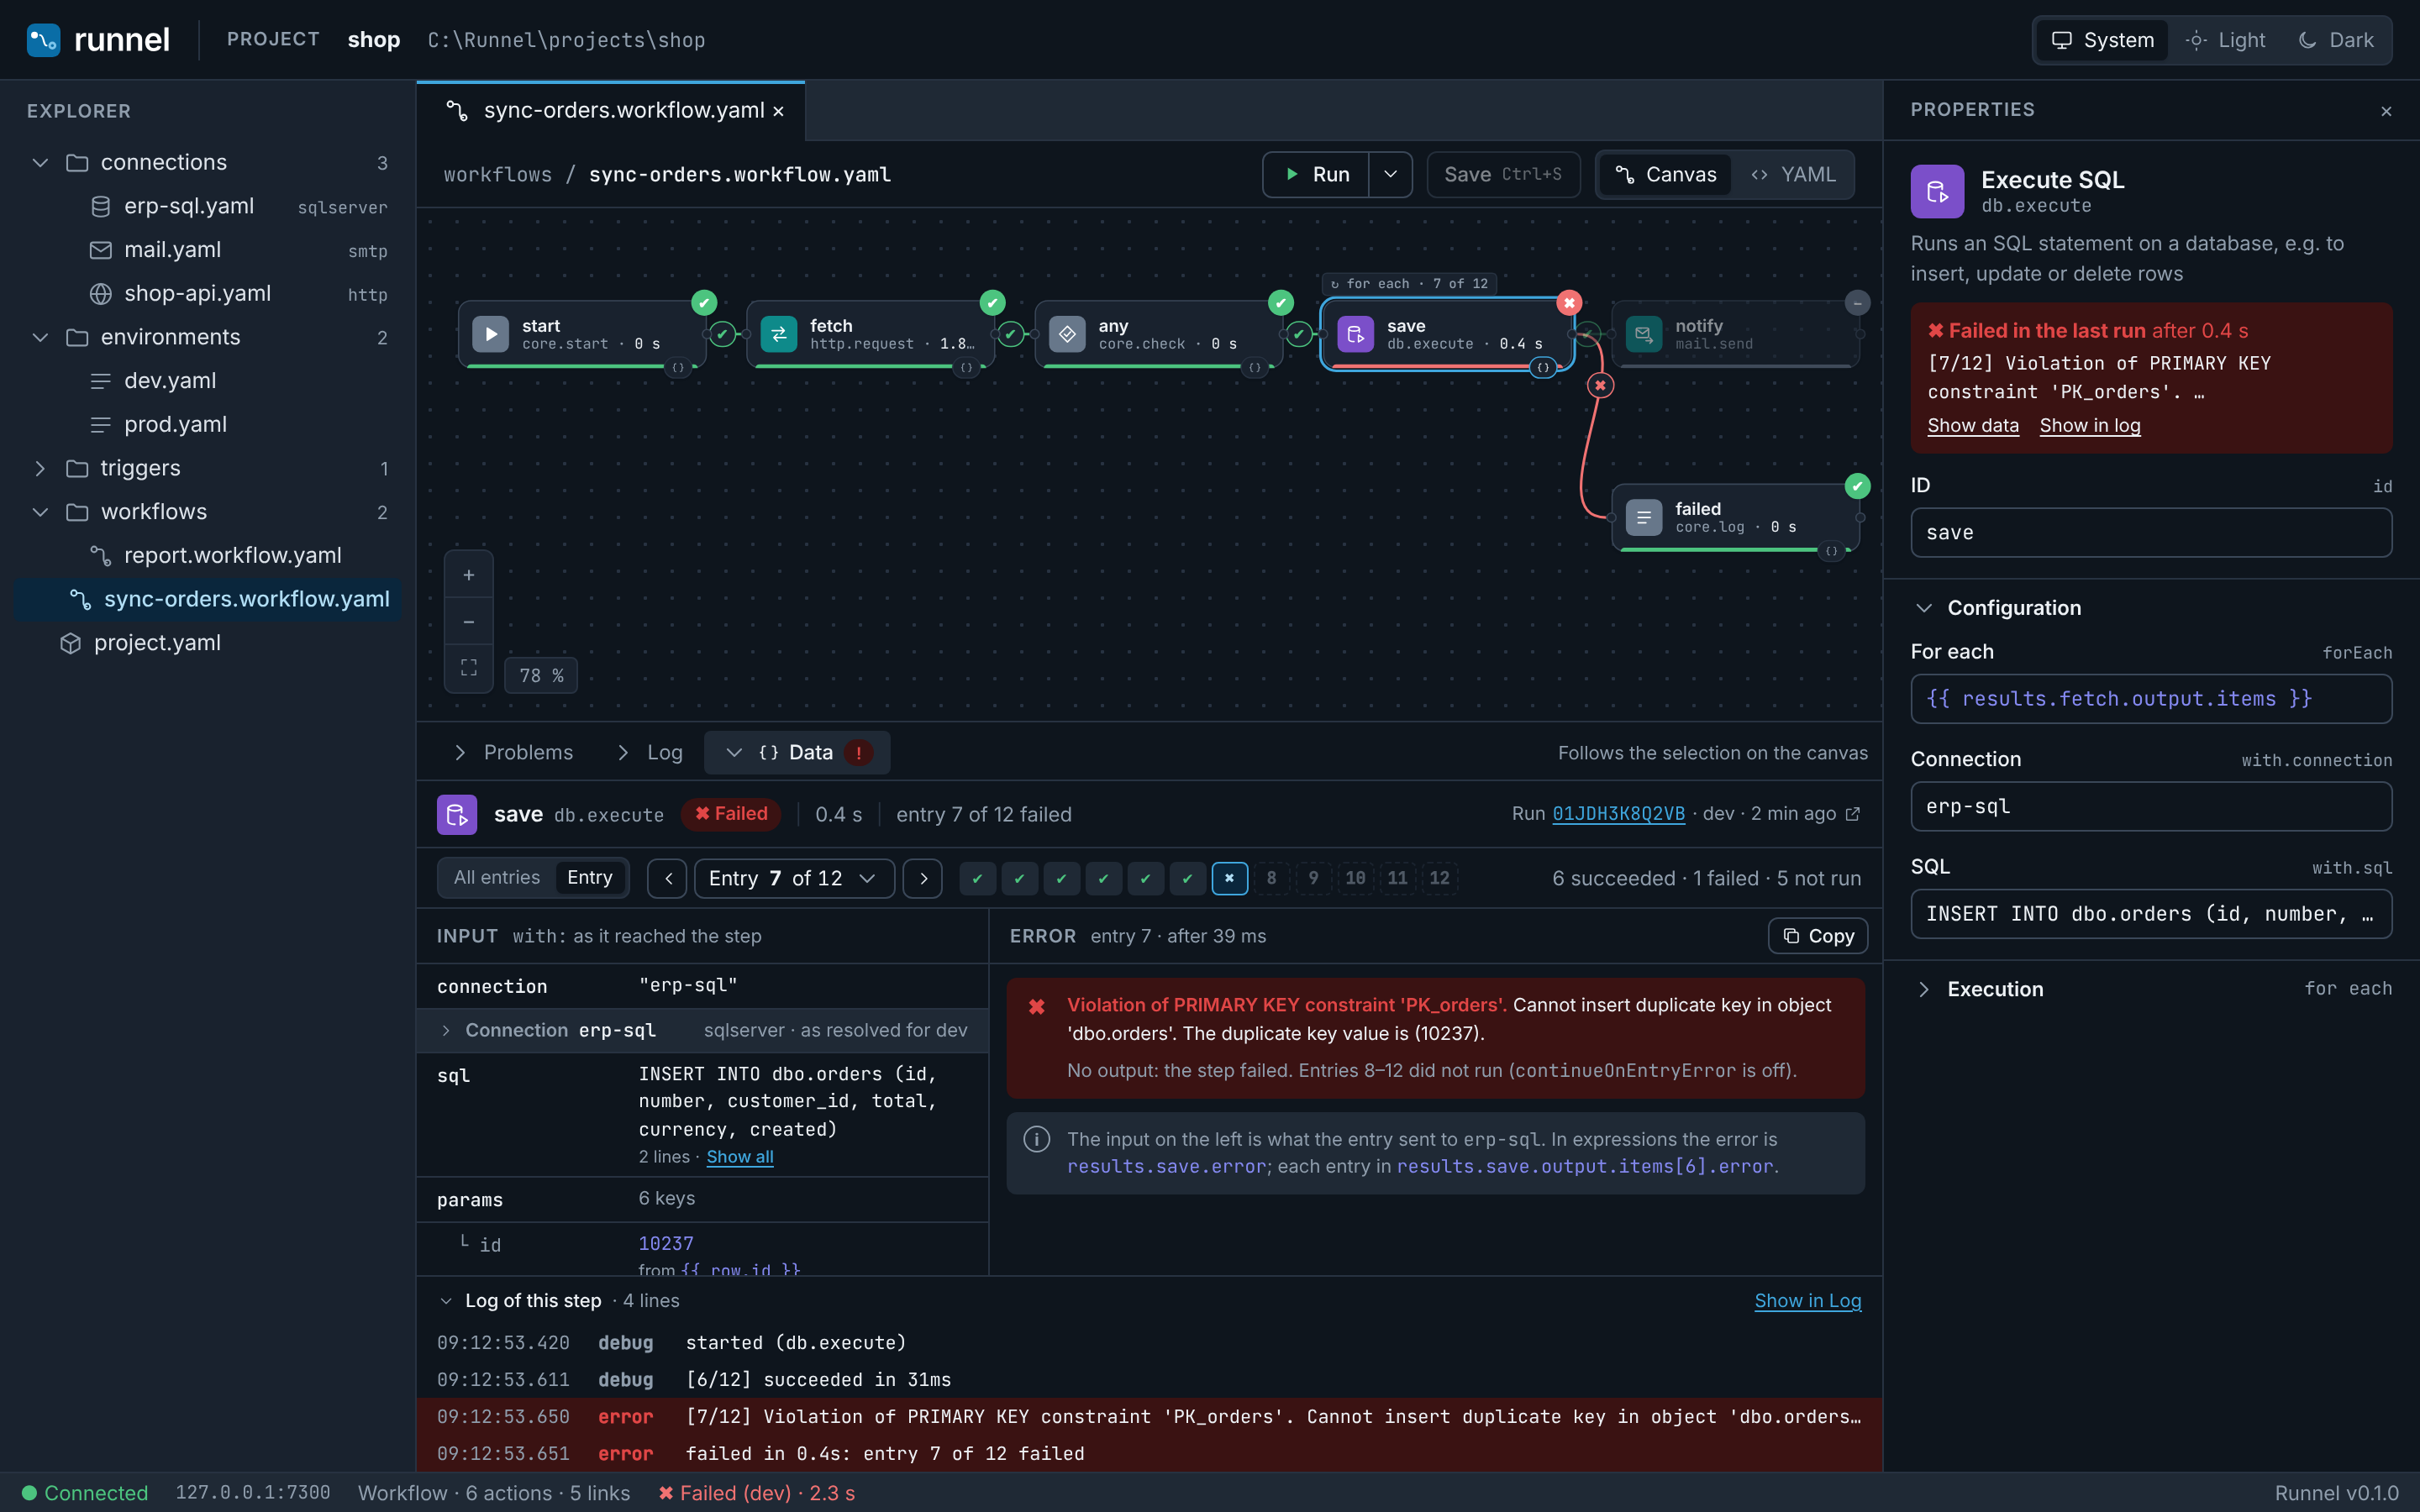 runnel PROJECT shop C:\Runnel\projects\shop System Light Dark
EXPLORER
connections 3
erp-sql.yaml sqlserver
mail.yaml smtp
shop-api.yaml http
environments 2
dev.yaml
prod.yaml
triggers 1
workflows 2
report.workflow.yaml
sync-orders.workflow.yaml
project.yaml
sync-orders.workflow.yaml ×
workflows / sync-orders.workflow.yaml
Run Save Ctrl+S Canvas YAML
↻ for each · 7 of 12
start
core.start · 0 s
{}
fetch
http.request · 1.8…
{}
any
core.check · 0 s
{}
save
db.execute · 0.4 s
{}
notify
mail.send
failed
core.log · 0 s
{}
+
−
78 %
Problems Log {} Data ! Follows the selection on the canvas
save db.execute ✖ Failed 0.4 s entry 7 of 12 failed Run 01JDH3K8Q2VB · dev · 2 min ago
All entries Entry Entry 7 of 12 ✔ ✔ ✔ ✔ ✔ ✔ ✖ 8 9 10 11 12 6 succeeded · 1 failed · 5 not run
INPUT with: as it reached the step
connection "erp-sql"
Connection erp-sql sqlserver · as resolved for dev
sql INSERT INTO dbo.orders (id,
number, customer_id, total,
currency, created)
2 lines · Show all
params 6 keys
└ id 10237
from {{ row.id }}
ERROR entry 7 · after 39 ms Copy
✖ Violation of PRIMARY KEY constraint 'PK_orders'. Cannot insert duplicate key in object
'dbo.orders'. The duplicate key value is (10237).
No output: the step failed. Entries 8–12 did not run (continueOnEntryError is off).
The input on the left is what the entry sent to erp-sql. In expressions the error is
results.save.error; each entry in results.save.output.items[6].error.
Log of this step · 4 lines Show in Log
09:12:53.420 debug started (db.execute)
09:12:53.611 debug [6/12] succeeded in 31ms
09:12:53.650 error [7/12] Violation of PRIMARY KEY constraint 'PK_orders'. Cannot insert duplicate key in object 'dbo.orders…
09:12:53.651 error failed in 0.4s: entry 7 of 12 failed
PROPERTIES ×
Execute SQL
db.execute
Runs an SQL statement on a database, e.g. to
insert, update or delete rows
✖ Failed in the last run after 0.4 s
[7/12] Violation of PRIMARY KEY
constraint 'PK_orders'. …
Show data Show in log
ID id
save
Configuration
For each forEach
{{ results.fetch.output.items }}
Connection with.connection
erp-sql
SQL with.sql
INSERT INTO dbo.orders (id, number, …
Execution for each
Connected 127.0.0.1:7300 Workflow · 6 actions · 5 links ✖ Failed (dev) · 2.3 s Runnel v0.1.0